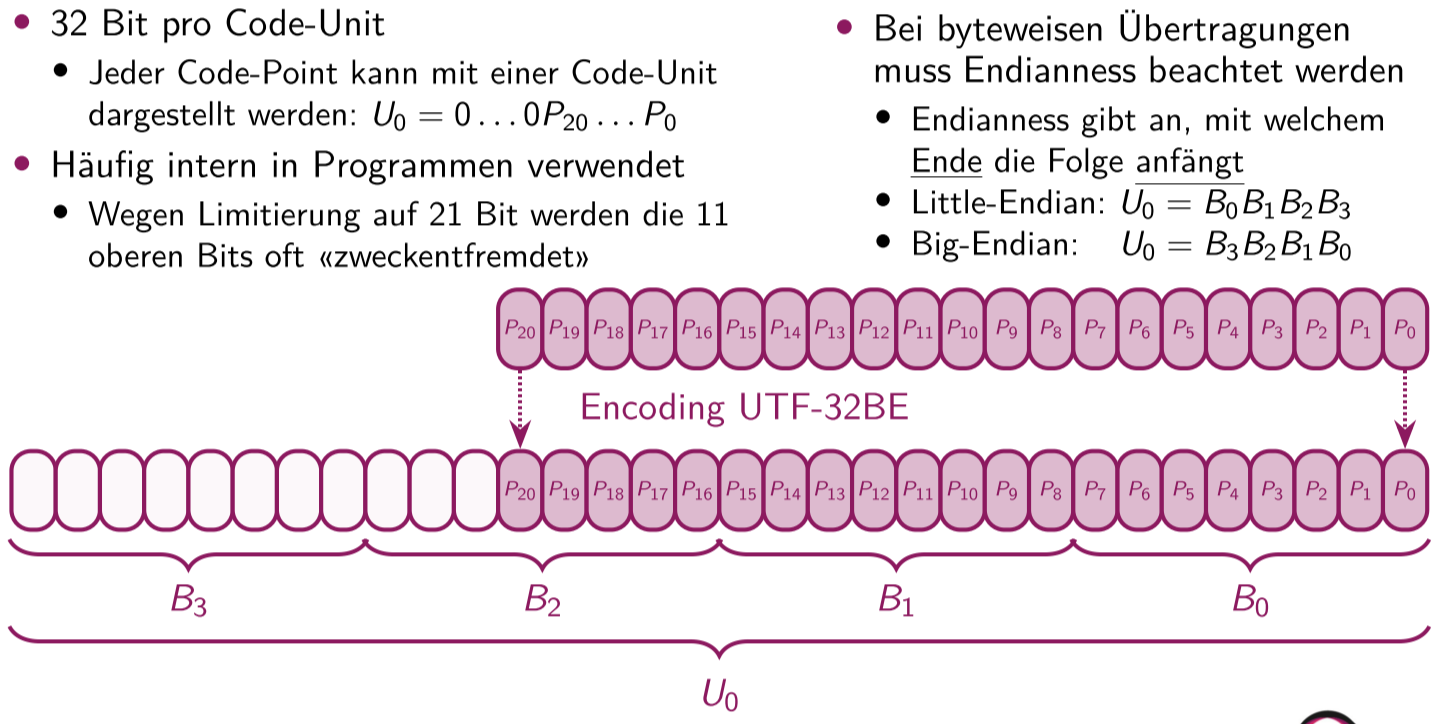 • 32 Bit pro Code-Unit
• Jeder Code-Point kann mit einer Code-Unit
dargestellt werden: U₀ = 0 . . . 0P₂₀ . . . P₀
• Häufig intern in Programmen verwendet
• Wegen Limitierung auf 21 Bit werden die 11
oberen Bits oft «zweckentfremdet»
• Bei byteweisen Übertragungen
muss Endianness beachtet werden
• Endianness gibt an, mit welchem
Ende die Folge anfängt
• Little-Endian: U₀ = B₀B₁B₂B₃
• Big-Endian: U₀ = B₃B₂B₁B₀
P₂₀ P₁₉ P₁₈ P₁₇ P₁₆ P₁₅ P₁₄ P₁₃ P₁₂ P₁₁ P₁₀ P₉ P₈ P₇ P₆ P₅ P₄ P₃ P₂ P₁ P₀
Encoding UTF-32BE
P₂₀ P₁₉ P₁₈ P₁₇ P₁₆ P₁₅ P₁₄ P₁₃ P₁₂ P₁₁ P₁₀ P₉ P₈ P₇ P₆ P₅ P₄ P₃ P₂ P₁ P₀
B₃ B₂ B₁ B₀
U₀